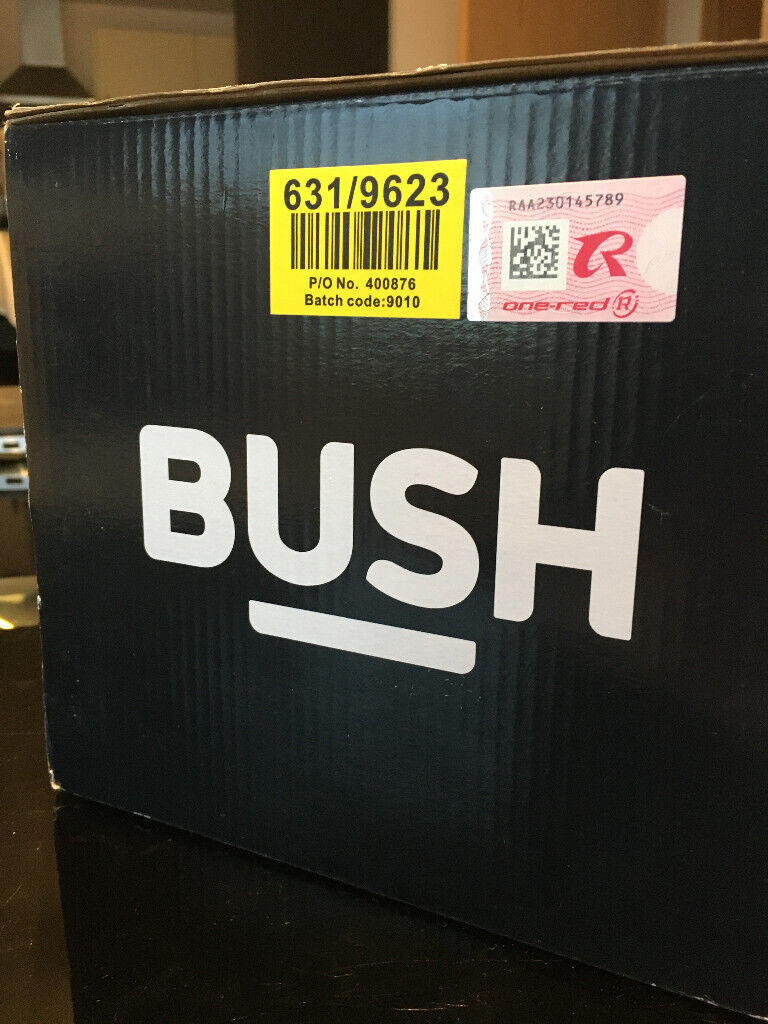 631/9623
P/O No. 400876
Batch code:9010
RAA230145789
R
one-red R
BUSH